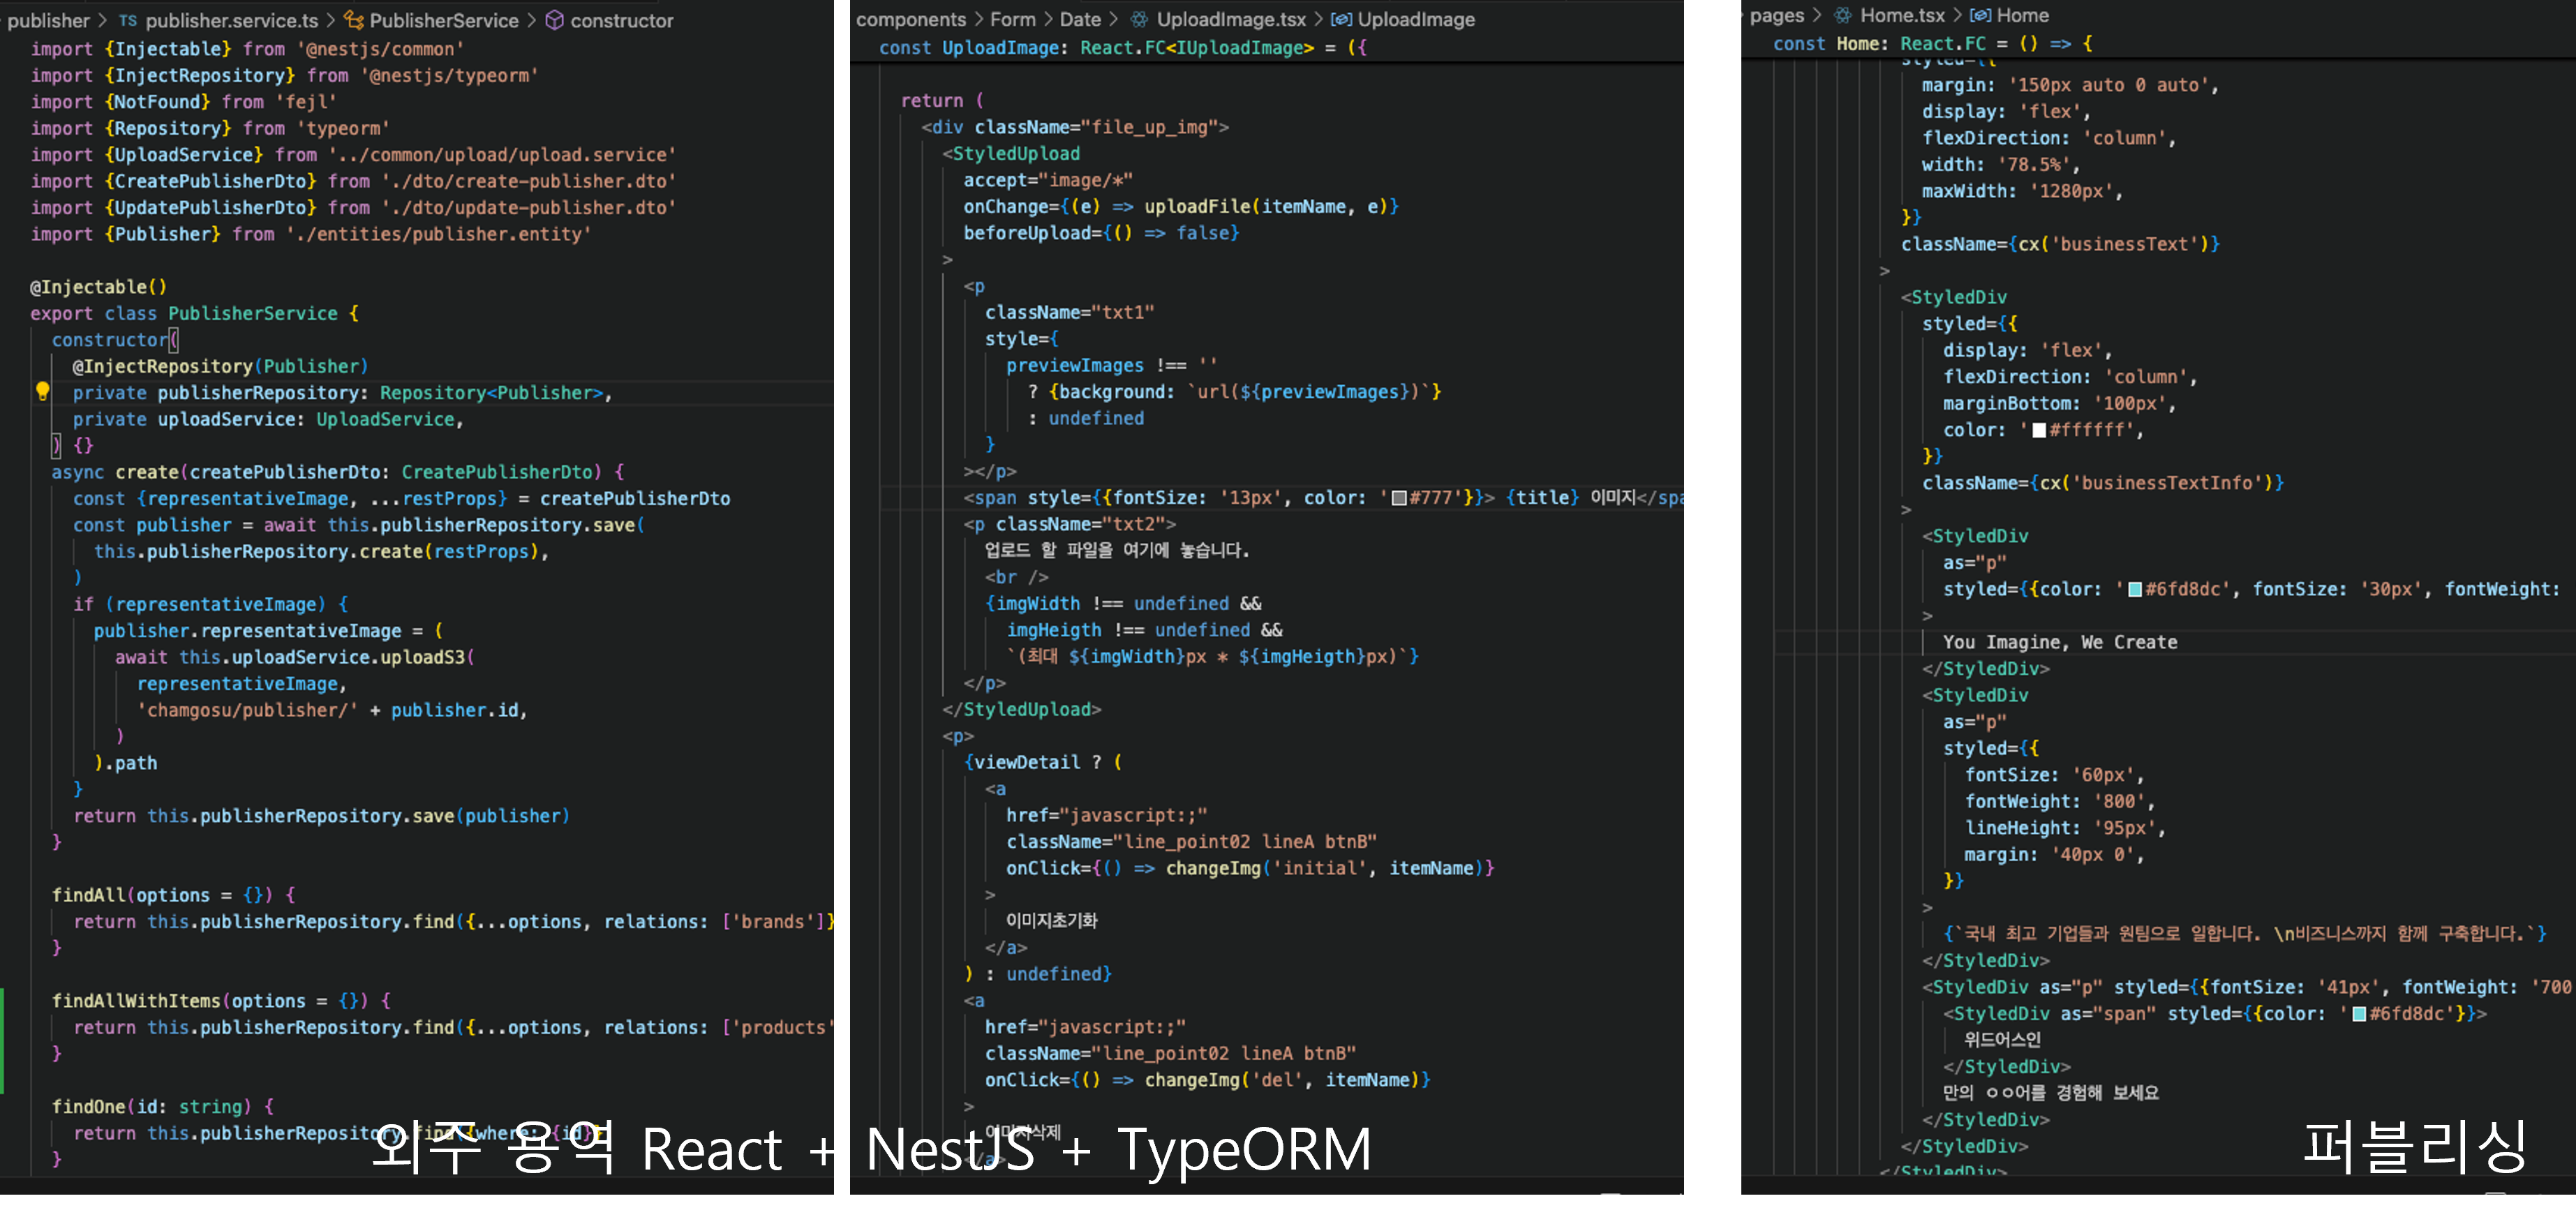 publisher > TS publisher.service.ts > PublisherService > constructor
import {Injectable} from '@nestjs/common'
import {InjectRepository} from '@nestjs/typeorm'
import {NotFound} from 'fejl'
import {Repository} from 'typeorm'
import {UploadService} from '../common/upload/upload.service'
import {CreatePublisherDto} from './dto/create-publisher.dto'
import {UpdatePublisherDto} from './dto/update-publisher.dto'
import {Publisher} from './entities/publisher.entity'
@Injectable()
export class PublisherService {
constructor(
@InjectRepository(Publisher)
private publisherRepository: Repository<Publisher>,
private uploadService: UploadService,
) {}
async create(createPublisherDto: CreatePublisherDto) {
const {representativeImage, ...restProps} = createPublisherDto
const publisher = await this.publisherRepository.save(
this.publisherRepository.create(restProps),
)
if (representativeImage) {
publisher.representativeImage = (
await this.uploadService.uploadS3(
representativeImage,
'chamgosu/publisher/' + publisher.id,
)
).path
}
return this.publisherRepository.save(publisher)
}
findAll(options = {}) {
return this.publisherRepository.find({...options, relations: ['brands']}
}
findAllWithItems(options = {}) {
return this.publisherRepository.find({...options, relations: ['products'
}
findOne(id: string) {
return this.publisherRepository.find({where: {id}}
}
components > Form > Date > UploadImage.tsx > UploadImage
const UploadImage: React.FC<IUploadImage> = ({
return (
<div className="file_up_img">
<StyledUpload
accept="image/*"
onChange={(e) => uploadFile(itemName, e)}
beforeUpload={() => false}
>
<p
className="txt1"
style={
previewImages !== ''
? {background: `url(${previewImages})`}
: undefined
}
></p>
<span style={{fontSize: '13px', color: '#777'}}> {title} 이미지</spa
<p className="txt2">
업로드 할 파일을 여기에 놓습니다.
<br />
{imgWidth !== undefined &&
imgHeigth !== undefined &&
`(최대 ${imgWidth}px * ${imgHeigth}px)`}
</p>
</StyledUpload>
<p>
{viewDetail ? (
<a
href="javascript:;"
className="line_point02 lineA btnB"
onClick={() => changeImg('initial', itemName)}
>
이미지초기화
</a>
) : undefined}
<a
href="javascript:;"
className="line_point02 lineA btnB"
onClick={() => changeImg('del', itemName)}
>
이미지삭제
</a>
pages > Home.tsx > Home
const Home: React.FC = () => {
styled={{
margin: '150px auto 0 auto',
display: 'flex',
flexDirection: 'column',
width: '78.5%',
maxWidth: '1280px',
}}
className={cx('businessText')}
>
<StyledDiv
styled={{
display: 'flex',
flexDirection: 'column',
marginBottom: '100px',
color: '#ffffff',
}}
className={cx('businessTextInfo')}
>
<StyledDiv
as="p"
styled={{color: '#6fd8dc', fontSize: '30px', fontWeight:
>
You Imagine, We Create
</StyledDiv>
<StyledDiv
as="p"
styled={{
fontSize: '60px',
fontWeight: '800',
lineHeight: '95px',
margin: '40px 0',
}}
>
{`국내 최고 기업들과 원팀으로 일합니다. \n비즈니스까지 함께 구축합니다.`}
</StyledDiv>
<StyledDiv as="p" styled={{fontSize: '41px', fontWeight: '700
<StyledDiv as="span" styled={{color: '#6fd8dc'}}>
위드어스인
</StyledDiv>
만의 ㅇㅇ어를 경험해 보세요
</StyledDiv>
</StyledDiv>
</StyledDiv>
외주 용역 React + NestJS + TypeORM
퍼블리싱